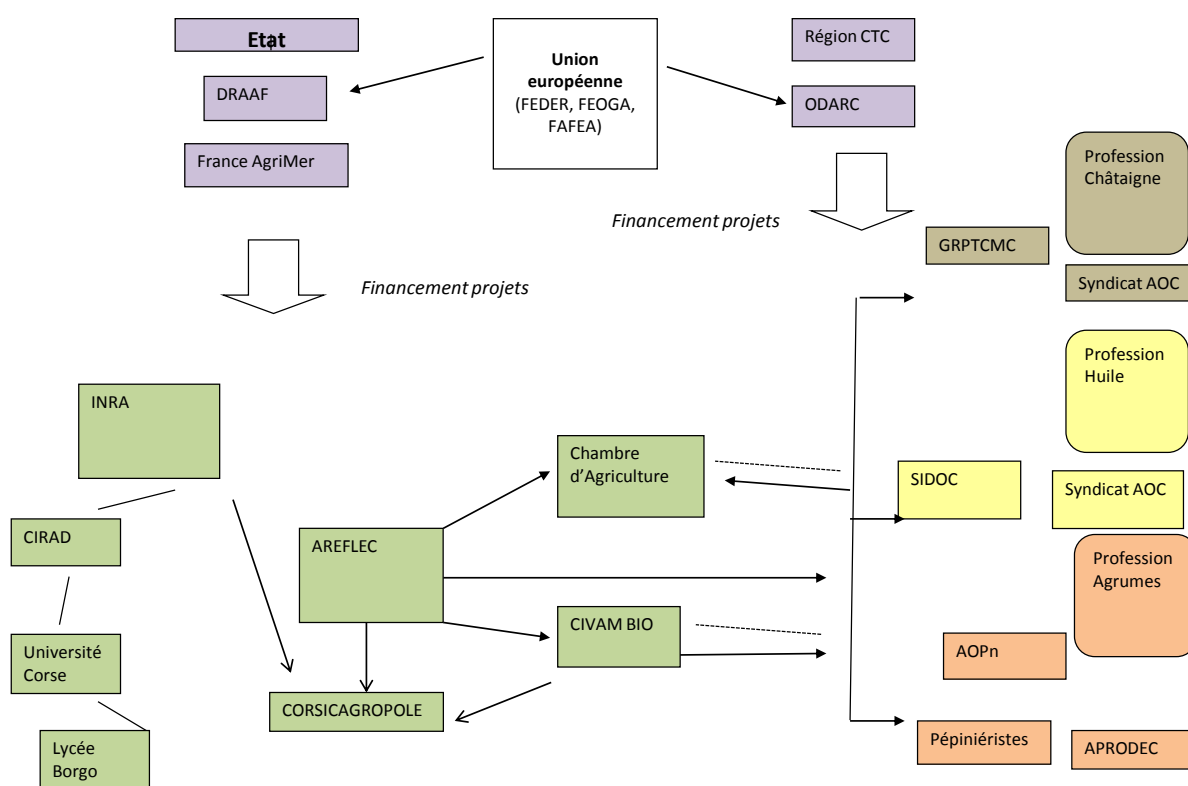 Etat
Union
européenne
(FEDER, FEOGA,
FAFEA)
Région CTC
DRAAF
ODARC
France AgriMer
Profession
Châtaigne
Financement projets
GRPTCMC
Financement projets
Syndicat AOC
Profession
Huile
INRA
Chambre
d’Agriculture
SIDOC
Syndicat AOC
CIRAD
AREFLEC
Profession
Agrumes
CIVAM BIO
Université
Corse
AOPn
CORSICAGROPOLE
Lycée
Borgo
Pépiniéristes
APRODEC